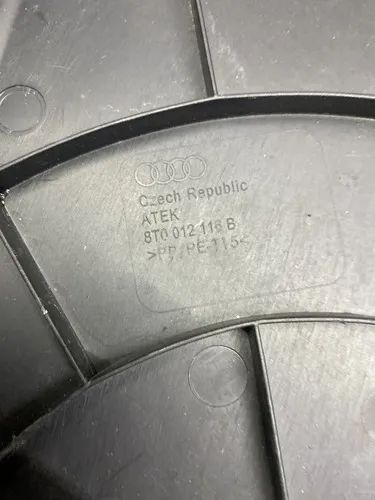 Czech Republic
ATEK
8T0 012 116 B
>PP/PE-T15<